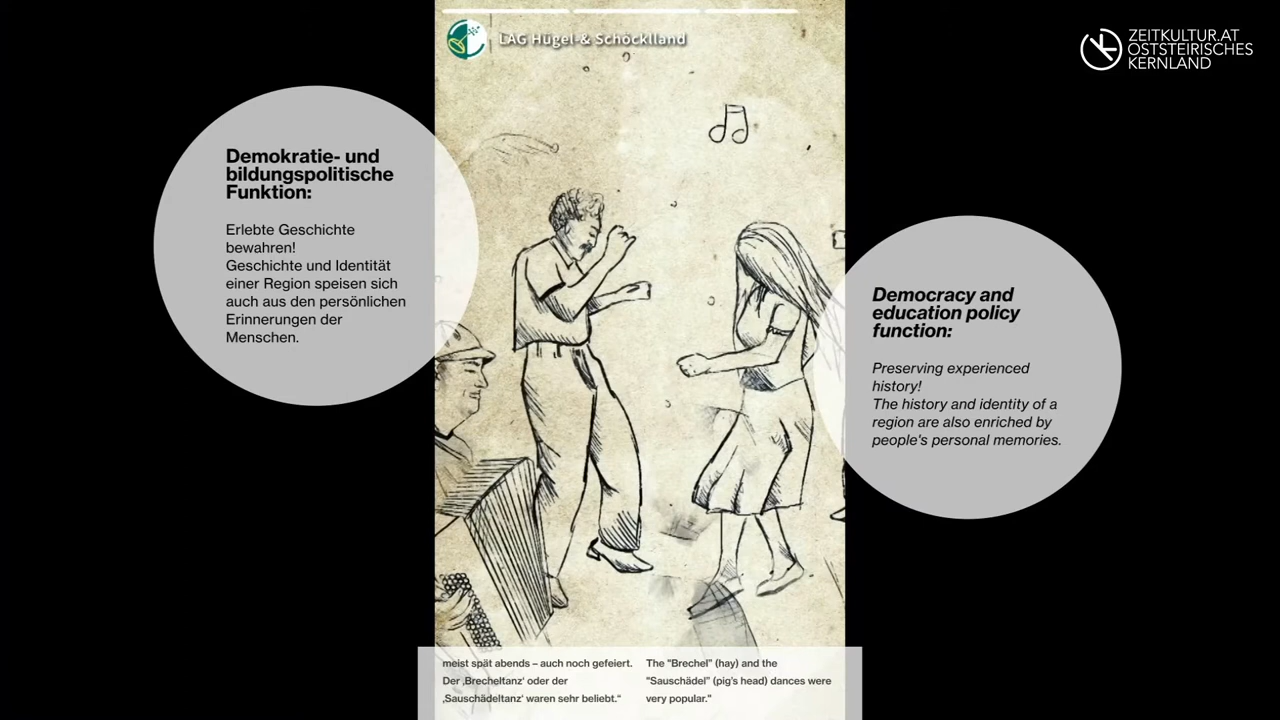 LAG Hügel- & Schöcklland
ZEITKULTUR.AT
OSTSTEIRISCHES
KERNLAND
Demokratie- und
bildungspolitische
Funktion:
Erlebte Geschichte
bewahren!
Geschichte und Identität
einer Region speisen sich
auch aus den persönlichen
Erinnerungen der
Menschen.
Democracy and
education policy
function:
Preserving experienced
history!
The history and identity of a
region are also enriched by
people's personal memories.
meist spät abends – auch noch gefeiert.
Der ‚Brecheltanz‘ oder der
‚Sauschädeltanz‘ waren sehr beliebt.“
The "Brechel" (hay) and the
"Sauschädel" (pig's head) dances were
very popular."